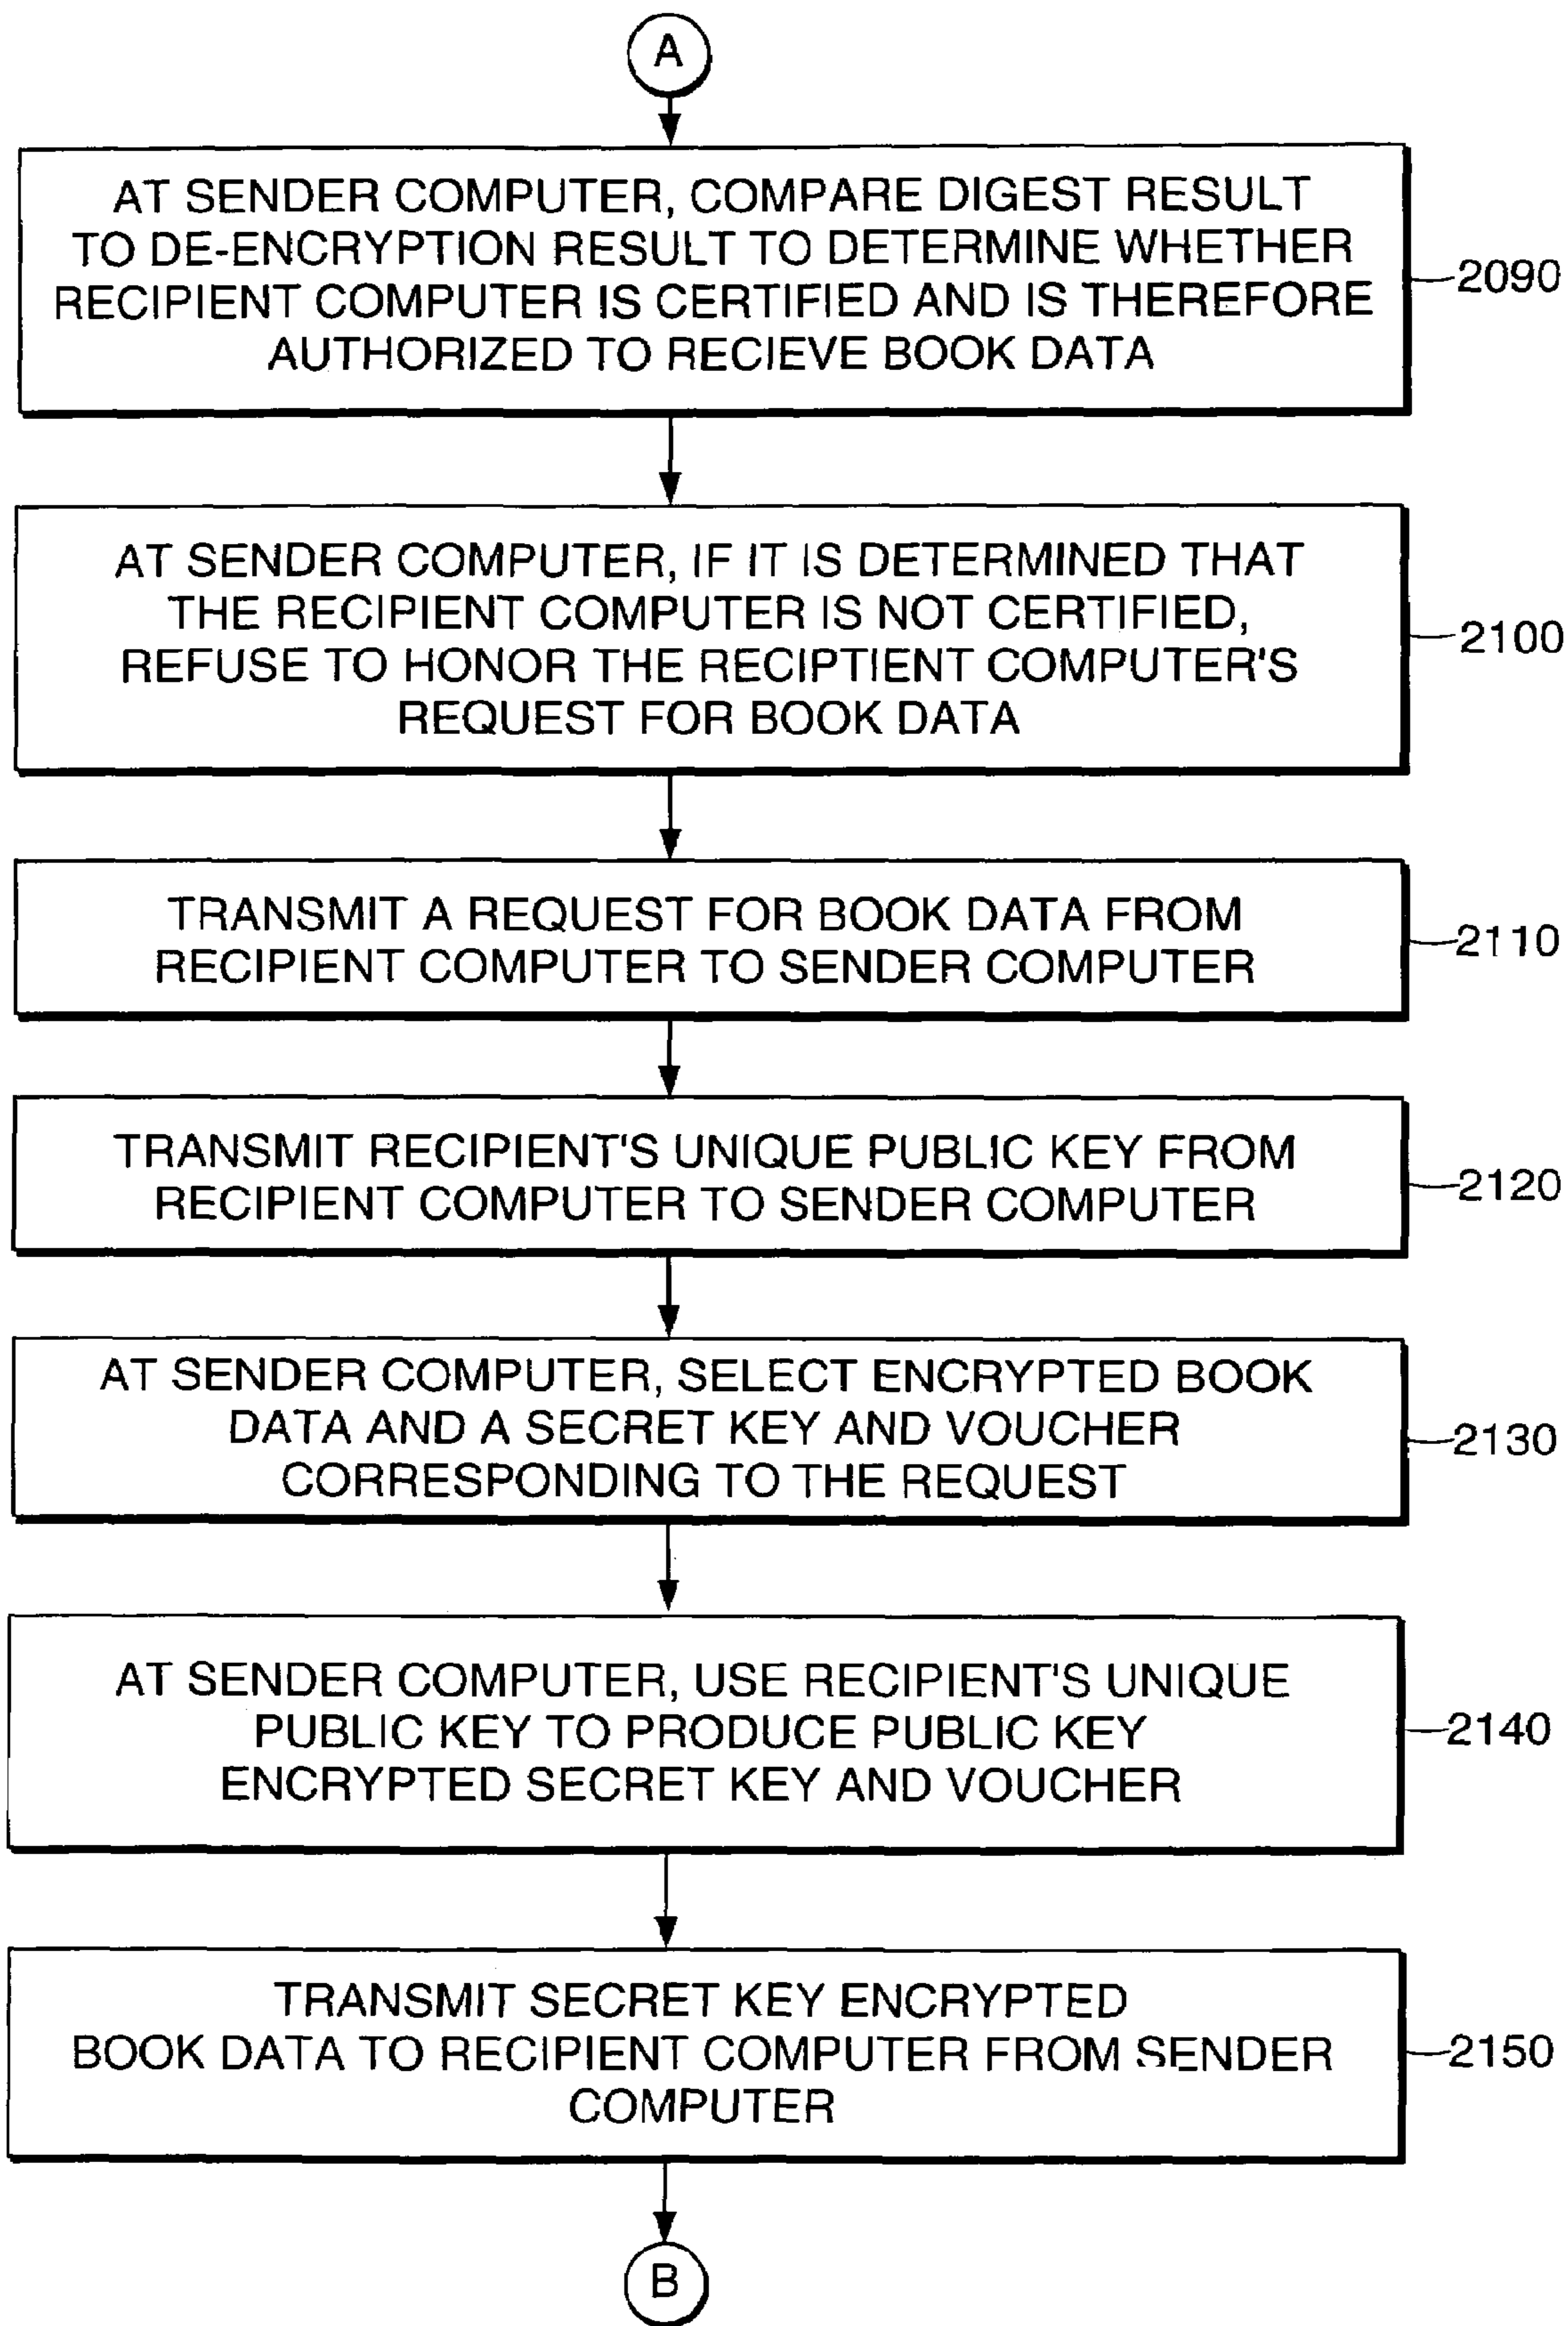 A
AT SENDER COMPUTER, COMPARE DIGEST RESULT
TO DE-ENCRYPTION RESULT TO DETERMINE WHETHER
RECIPIENT COMPUTER IS CERTIFIED AND IS THEREFORE
AUTHORIZED TO RECIEVE BOOK DATA
2090
AT SENDER COMPUTER, IF IT IS DETERMINED THAT
THE RECIPIENT COMPUTER IS NOT CERTIFIED,
REFUSE TO HONOR THE RECIPTIENT COMPUTER'S
REQUEST FOR BOOK DATA
2100
TRANSMIT A REQUEST FOR BOOK DATA FROM
RECIPIENT COMPUTER TO SENDER COMPUTER
2110
TRANSMIT RECIPIENT'S UNIQUE PUBLIC KEY FROM
RECIPIENT COMPUTER TO SENDER COMPUTER
2120
AT SENDER COMPUTER, SELECT ENCRYPTED BOOK
DATA AND A SECRET KEY AND VOUCHER
CORRESPONDING TO THE REQUEST
2130
AT SENDER COMPUTER, USE RECIPIENT'S UNIQUE
PUBLIC KEY TO PRODUCE PUBLIC KEY
ENCRYPTED SECRET KEY AND VOUCHER
2140
TRANSMIT SECRET KEY ENCRYPTED
BOOK DATA TO RECIPIENT COMPUTER FROM SENDER
COMPUTER
2150
B